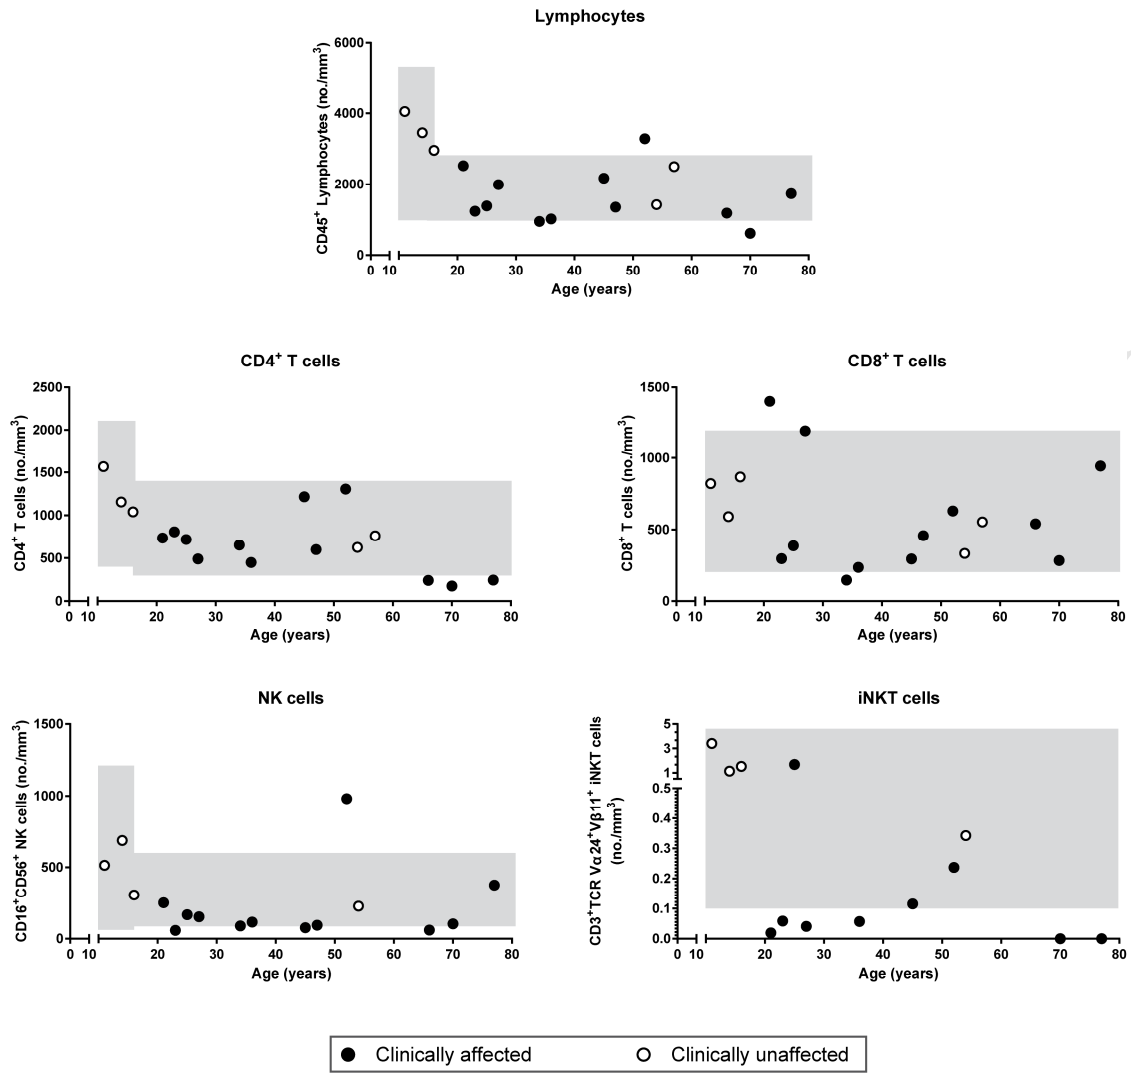 Lymphocytes
CD45⁺ Lymphocytes (no./mm³)
6000
4000
2000
0
0 10 20 30 40 50 60 70 80
Age (years)
CD4⁺ T cells
CD4⁺ T cells (no./mm³)
2500
2000
1500
1000
500
0
0 10 20 30 40 50 60 70 80
Age (years)
CD8⁺ T cells
CD8⁺ T cells (no./mm³)
1500
1000
500
0
0 10 20 30 40 50 60 70 80
Age (years)
NK cells
CD16⁺CD56⁺ NK cells (no./mm³)
1500
1000
500
0
0 10 20 30 40 50 60 70 80
Age (years)
iNKT cells
CD3⁺TCR Vα24⁺Vβ11⁺ iNKT cells
(no./mm³)
5
3
1
0.5
0.4
0.3
0.2
0.1
0.0
0 10 20 30 40 50 60 70 80
Age (years)
Clinically affected
Clinically unaffected